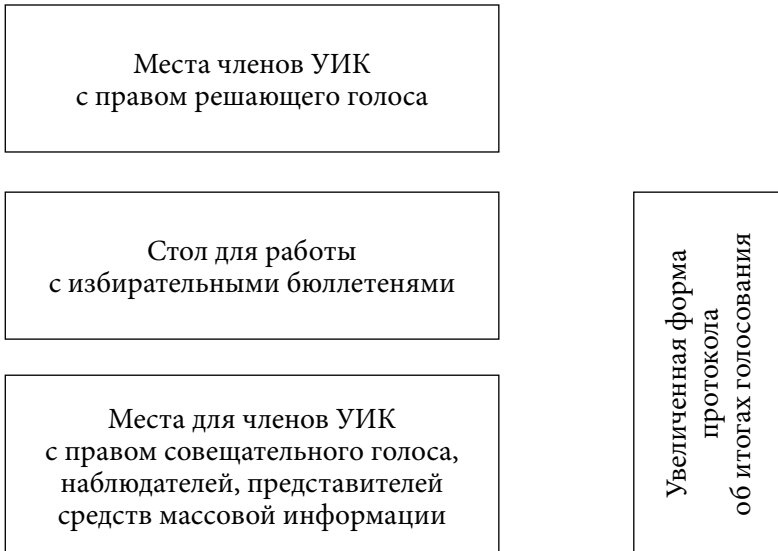 Места членов УИК
с правом решающего голоса
Стол для работы
с избирательными бюллетенями
Места для членов УИК
с правом совещательного голоса,
наблюдателей, представителей
средств массовой информации
Увеличенная форма
протокола
об итогах голосования